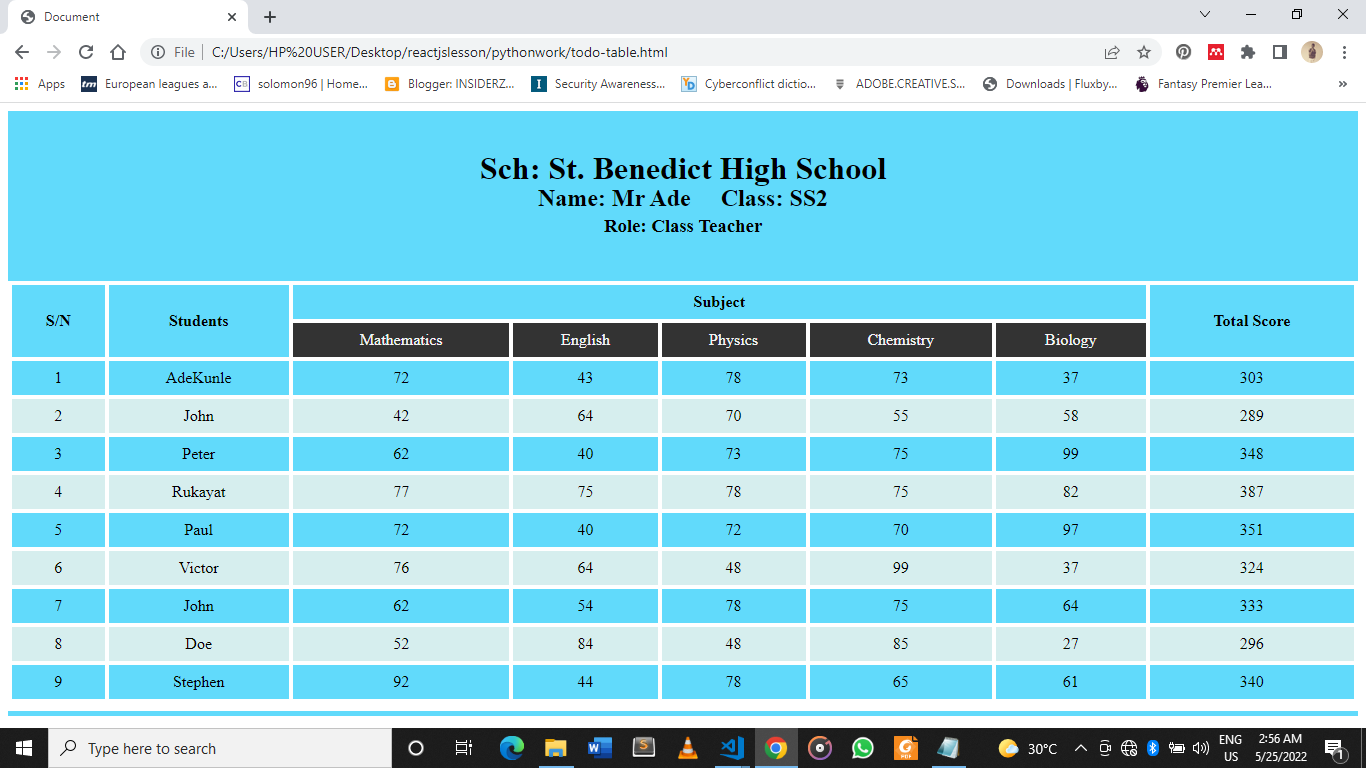 Document
File C:/Users/HP%20USER/Desktop/reactjslesson/pythonwork/todo-table.html
Apps tm European leagues a... CB solomon96 | Home... Blogger: INSIDERZ... I Security Awareness... YD Cyberconflict dictio... ADOBE.CREATIVE.S... Downloads | Fluxby... Fantasy Premier Lea... »
Sch: St. Benedict High School
Name: Mr Ade Class: SS2
Role: Class Teacher
S/N Students Subject Total Score
Mathematics English Physics Chemistry Biology
1 AdeKunle 72 43 78 73 37 303
2 John 42 64 70 55 58 289
3 Peter 62 40 73 75 99 348
4 Rukayat 77 75 78 75 82 387
5 Paul 72 40 72 70 97 351
6 Victor 76 64 48 99 37 324
7 John 62 54 78 75 64 333
8 Doe 52 84 48 85 27 296
9 Stephen 92 44 78 65 61 340
Type here to search 30°C ENG 2:56 AM
US 5/25/2022 1